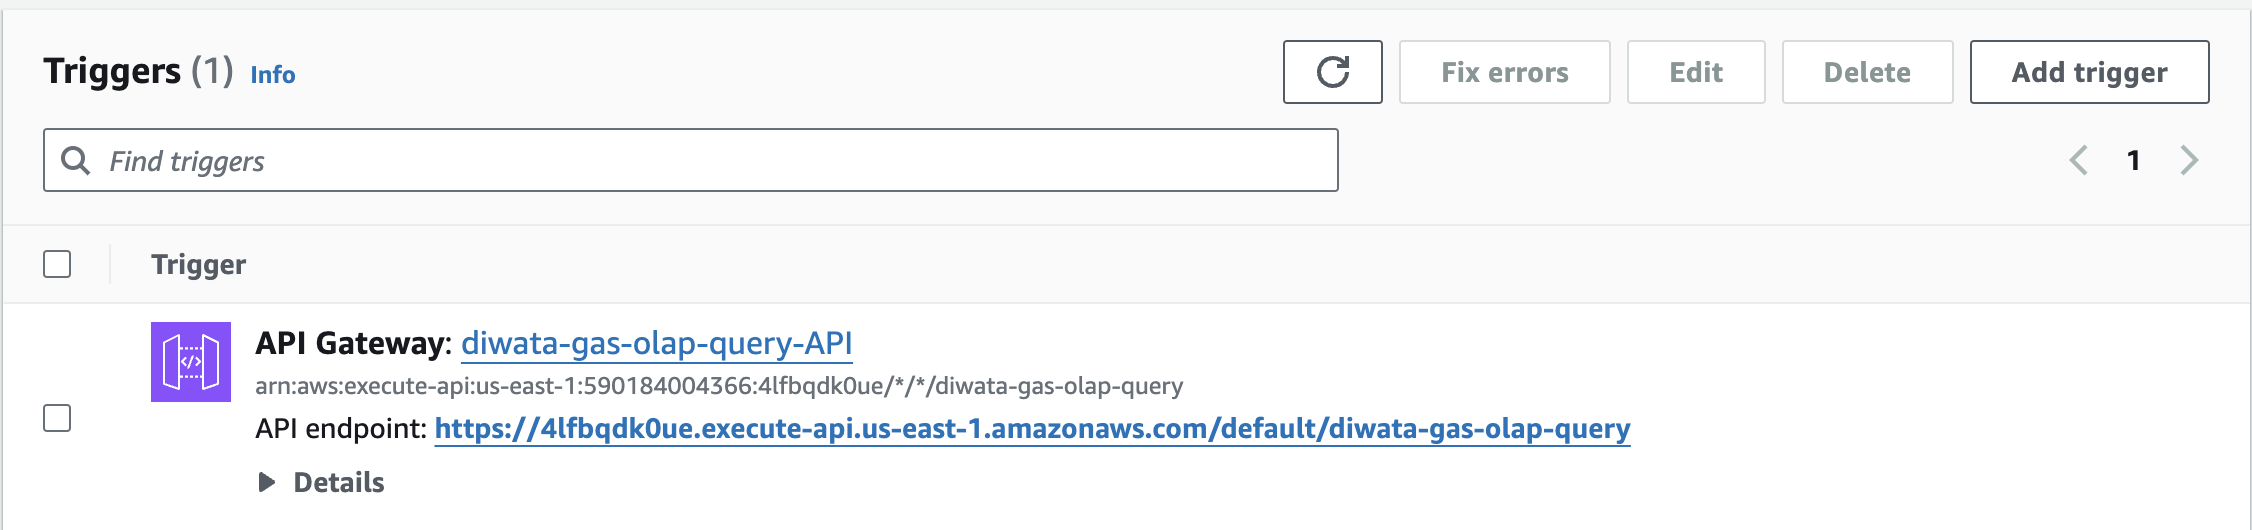 Triggers (1) Info
Fix errors
Edit
Delete
Add trigger
Find triggers
1
Trigger
</>
API Gateway: diwata-gas-olap-query-API
arn:aws:execute-api:us-east-1:590184004366:4lfbqdk0ue/*/*/diwata-gas-olap-query
API endpoint: https://4lfbqdk0ue.execute-api.us-east-1.amazonaws.com/default/diwata-gas-olap-query
Details